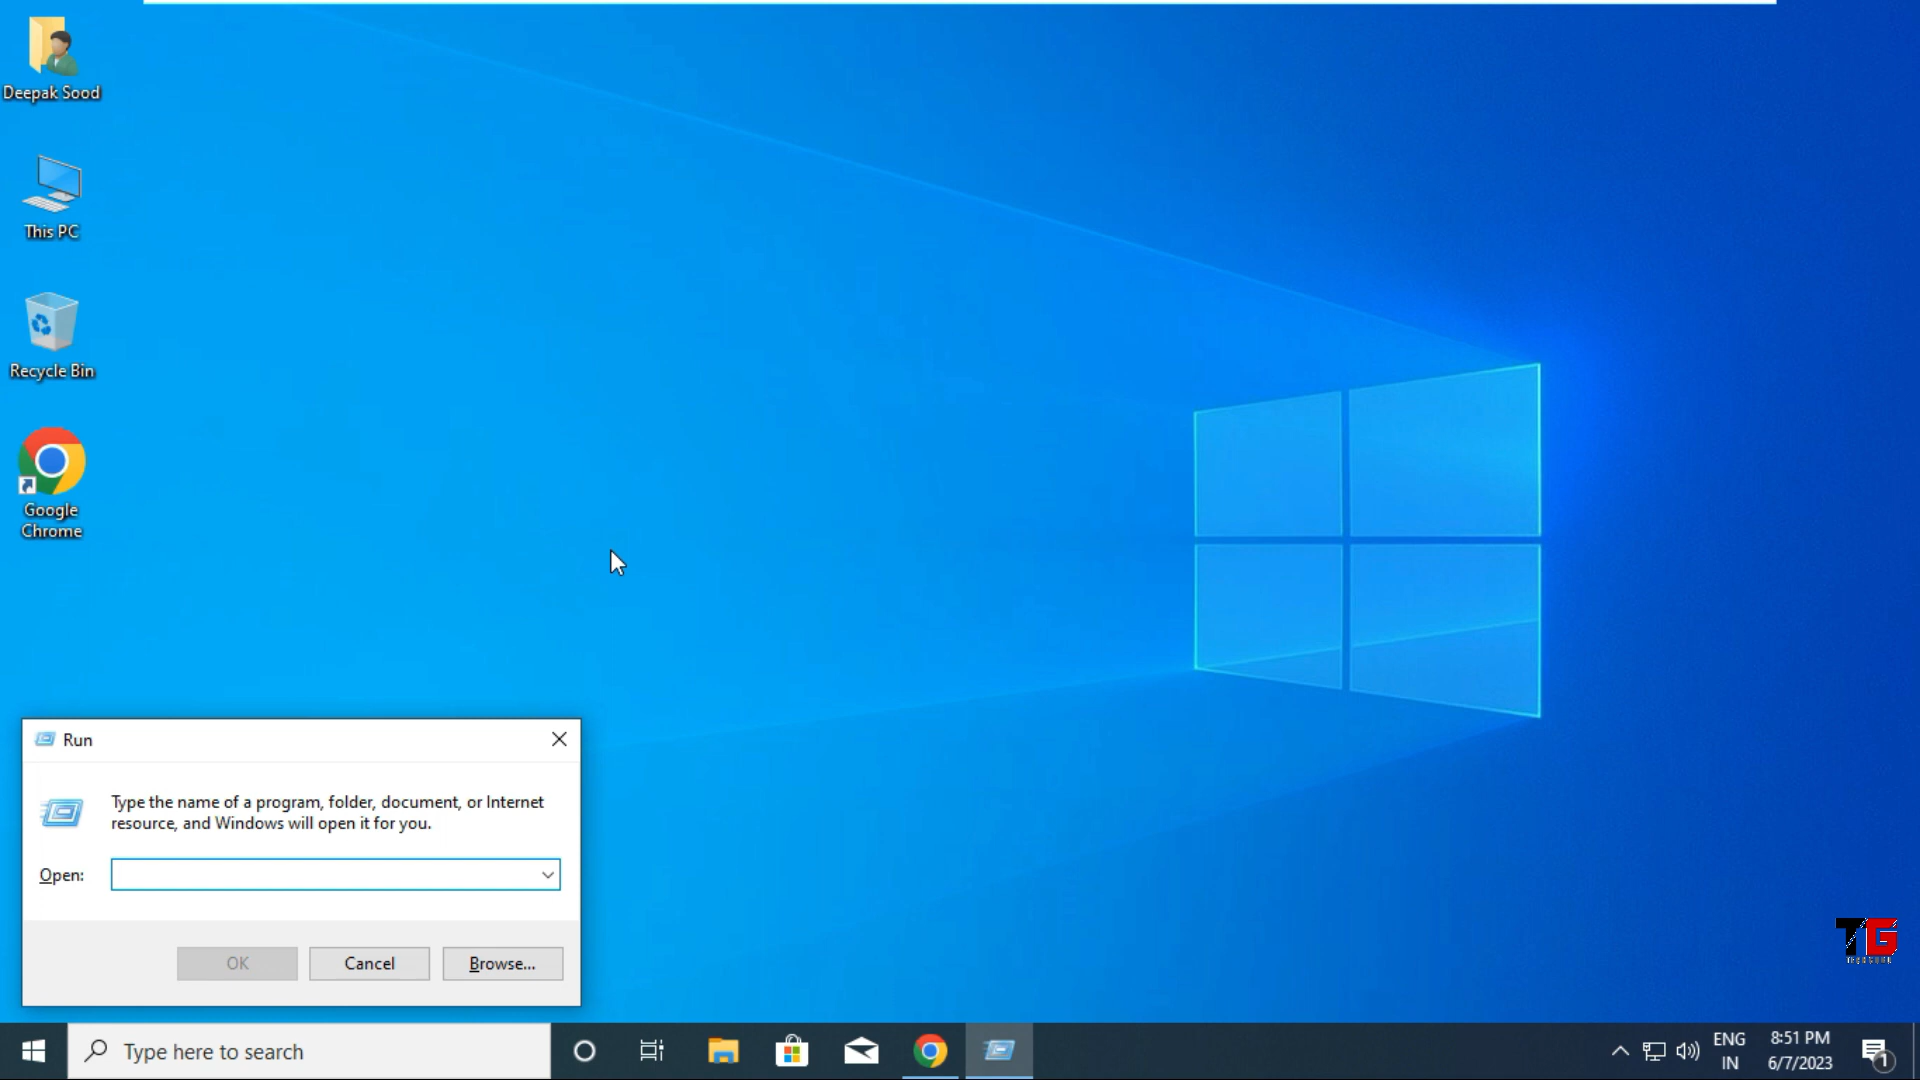 Deepak Sood
This PC
Recycle Bin
Google
Chrome
Run
Type the name of a program, folder, document, or Internet
resource, and Windows will open it for you.
Open:
OK
Cancel
Browse...
TG
Type here to search
ENG
IN
8:51 PM
6/7/2023
1